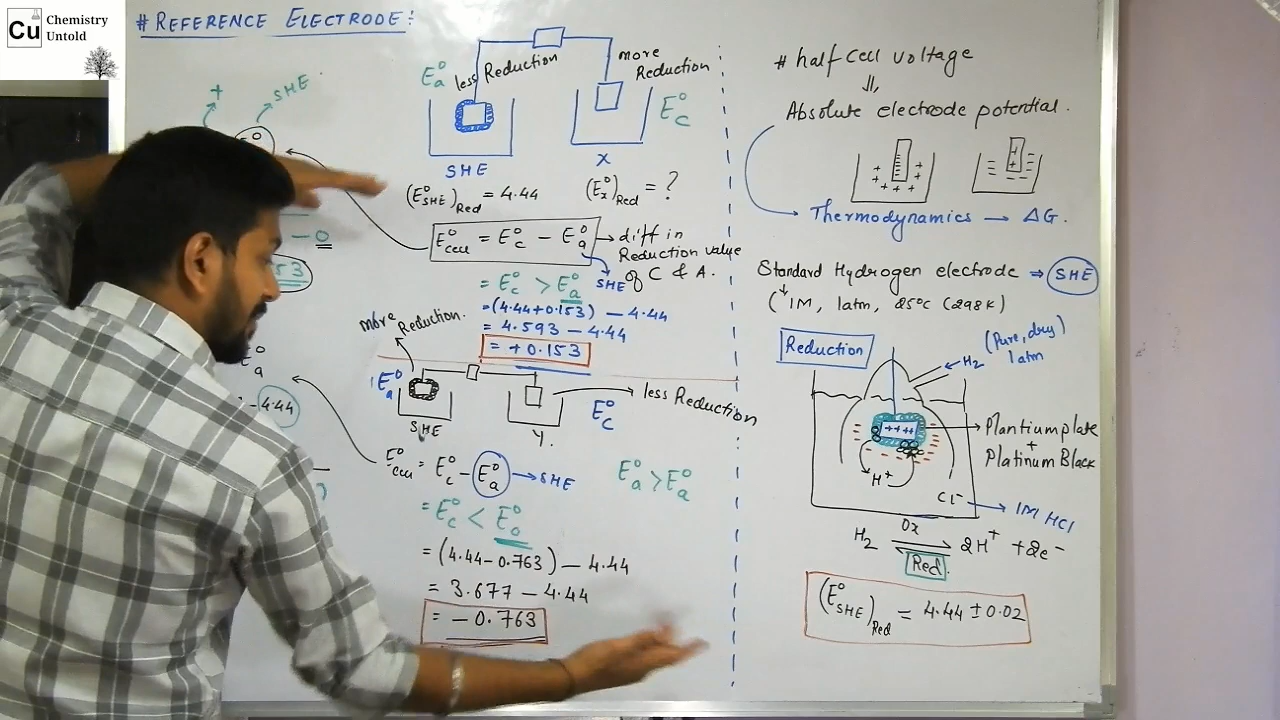 Cu
Chemistry
Untold
# REFERENCE ELECTRODE:
+
SHE
E°a
less Reduction
more
Reduction
E°c
SHE
X
(E°SHE)Red = 4.44
(E°x)Red = ?
E°cell = E°c - E°a
diff in
Reduction value
of C & A.
SHE
= E°c > E°a
= (4.44+0.153) - 4.44
= 4.593 - 4.44
= +0.153
- 0
53
more Reduction.
E°a
SHE
Y.
E°c
less Reduction
4.44
E°cell = E°c - E°a
SHE
E°a > E°a
= E°c < E°a
= (4.44-0.763) - 4.44
= 3.677 - 4.44
= - 0.763
# half cell voltage
Absolute electrode potential.
Thermodynamics → ΔG.
Standard Hydrogen electrode ⇒ SHE
(1M, 1atm, 25°C (298K)
Reduction
H2
(Pure, dry)
1atm
++++
Plantium plate
+
Platinum Black
H+
Cl-
1M HCl
Ox
H2 ⇌ 2H+ + 2e-
Red.
(E°SHE)Red = 4.44 ± 0.02